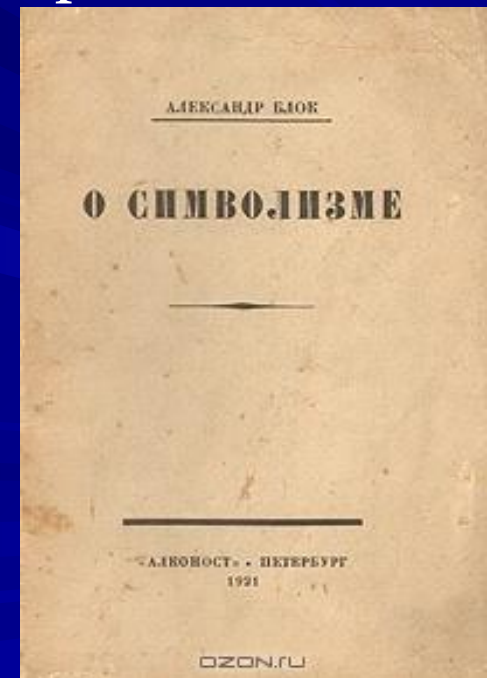 АЛЕКСАНДР БЛОК
О СИМВОЛИЗМЕ
«АЛКОНОСТ» • ПЕТЕРБУРГ
1921
OZON.RU